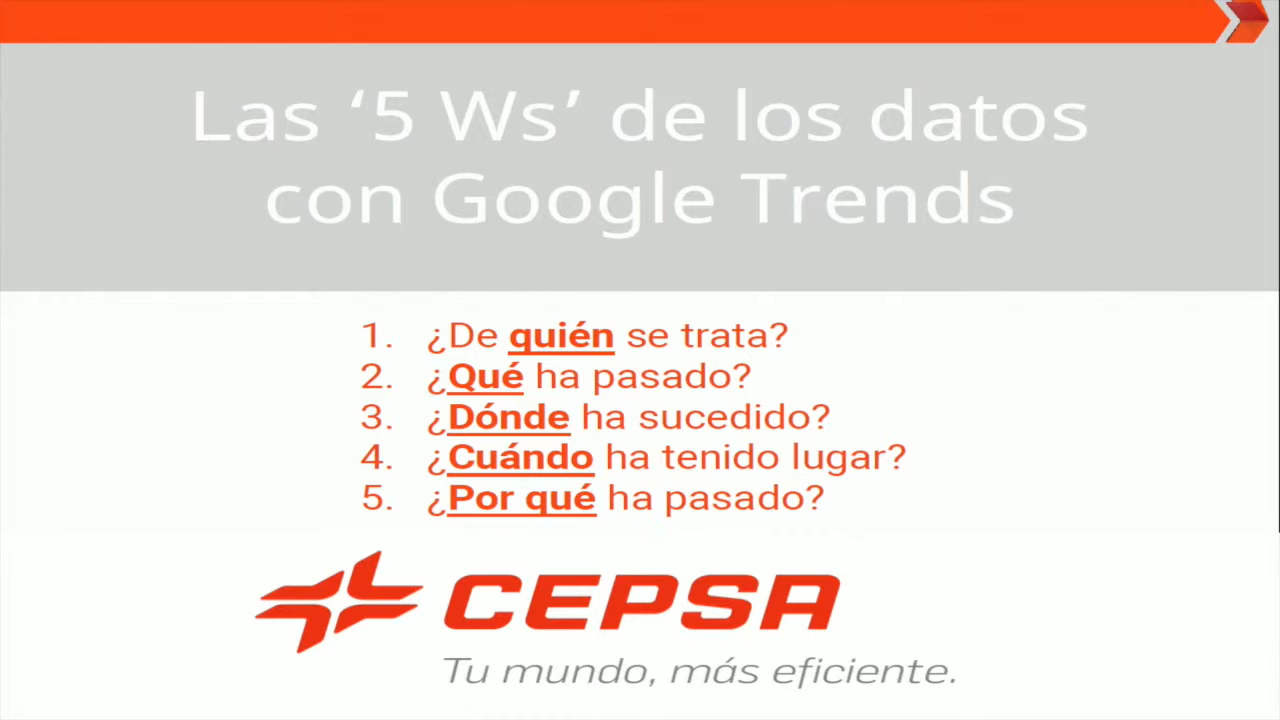 Las ‘5 Ws’ de los datos
con Google Trends
1. ¿De quién se trata?
2. ¿Qué ha pasado?
3. ¿Dónde ha sucedido?
4. ¿Cuándo ha tenido lugar?
5. ¿Por qué ha pasado?
CEPSA
Tu mundo, más eficiente.